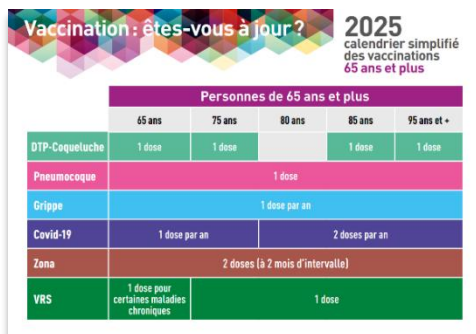 Vaccination : êtes-vous à jour ?
2025
calendrier simplifié
des vaccinations
65 ans et plus
Personnes de 65 ans et plus
65 ans 75 ans 80 ans 85 ans 95 ans et +
DTP-Coqueluche 1 dose 1 dose 1 dose 1 dose
Pneumocoque 1 dose
Grippe 1 dose par an
Covid-19 1 dose par an 2 doses par an
Zona 2 doses (à 2 mois d'intervalle)
VRS 1 dose pour
certaines maladies
chroniques
1 dose